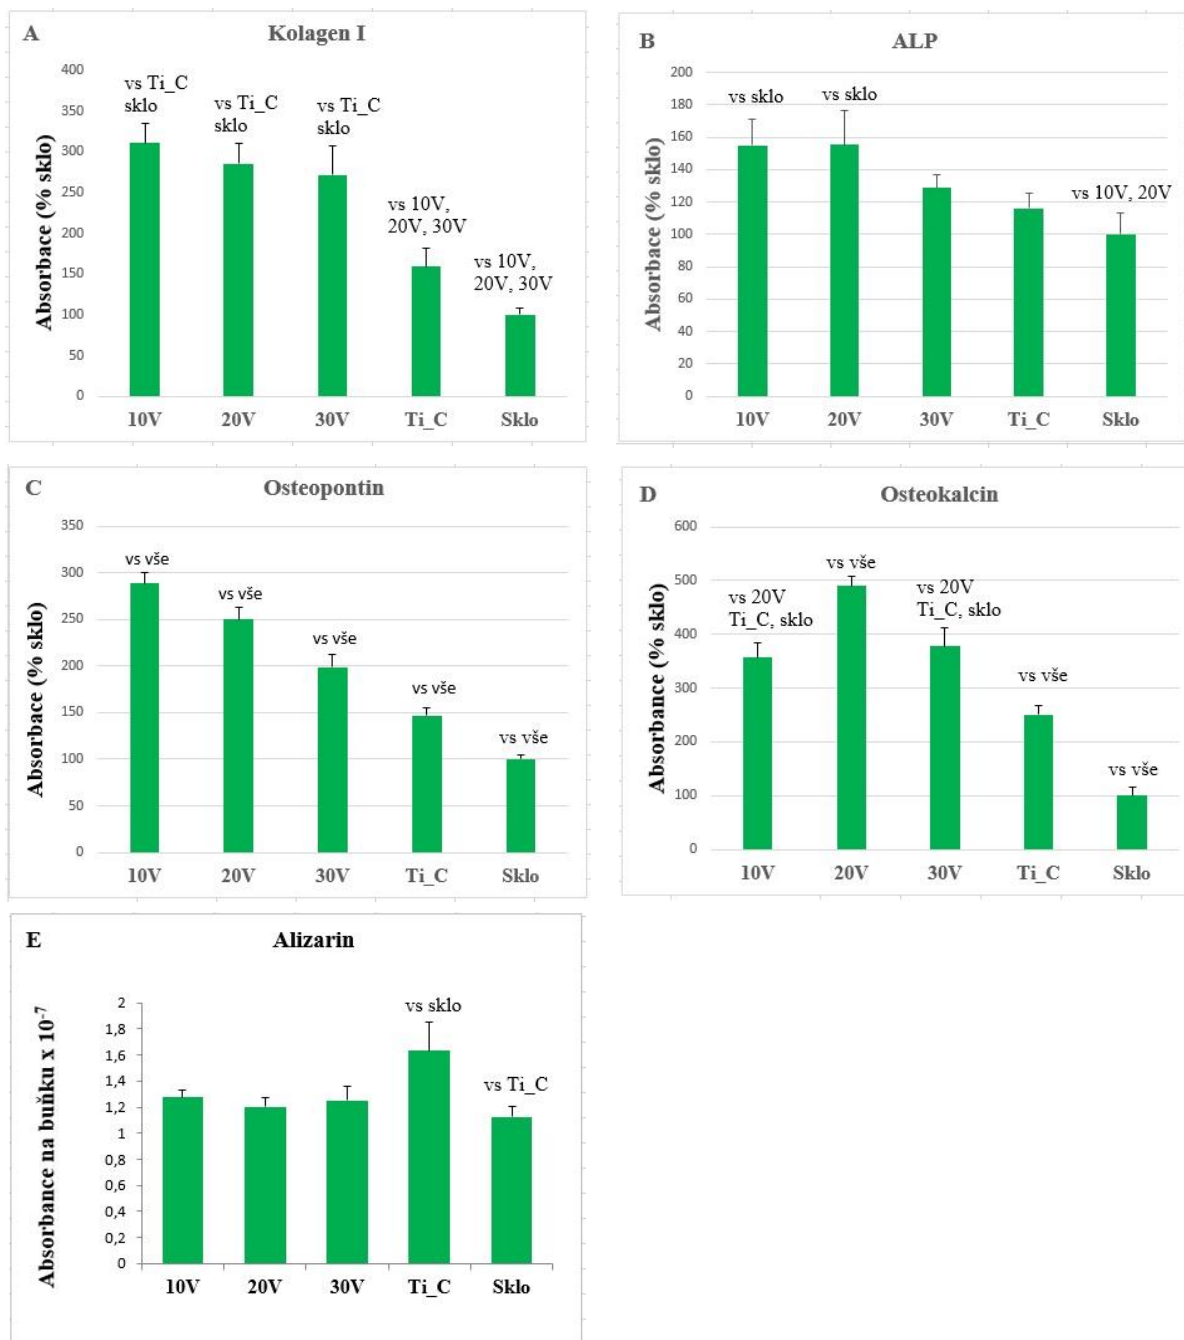 A
Kolagen I
Absorbace (% sklo)
400
350
300
250
200
150
100
50
0
vs Ti_C
sklo
vs Ti_C
sklo
vs Ti_C
sklo
vs 10V,
20V, 30V
vs 10V,
20V, 30V
10V 20V 30V Ti_C Sklo
B
ALP
Absorbace (% sklo)
200
180
160
140
120
100
80
60
40
20
0
vs sklo
vs sklo
vs 10V, 20V
10V 20V 30V Ti_C Sklo
C
Osteopontin
Absorbace (% sklo)
350
300
250
200
150
100
50
0
vs vše
vs vše
vs vše
vs vše
vs vše
10V 20V 30V Ti_C Sklo
D
Osteokalcin
Absorbance (% sklo)
600
500
400
300
200
100
0
vs 20V
Ti_C, sklo
vs vše
vs 20V
Ti_C, sklo
vs vše
vs vše
10V 20V 30V Ti_C Sklo
E
Alizarin
Absorbance na buňku x 10⁻⁷
2
1,8
1,6
1,4
1,2
1
0,8
0,6
0,4
0,2
0
vs sklo
vs Ti_C
10V 20V 30V Ti_C Sklo